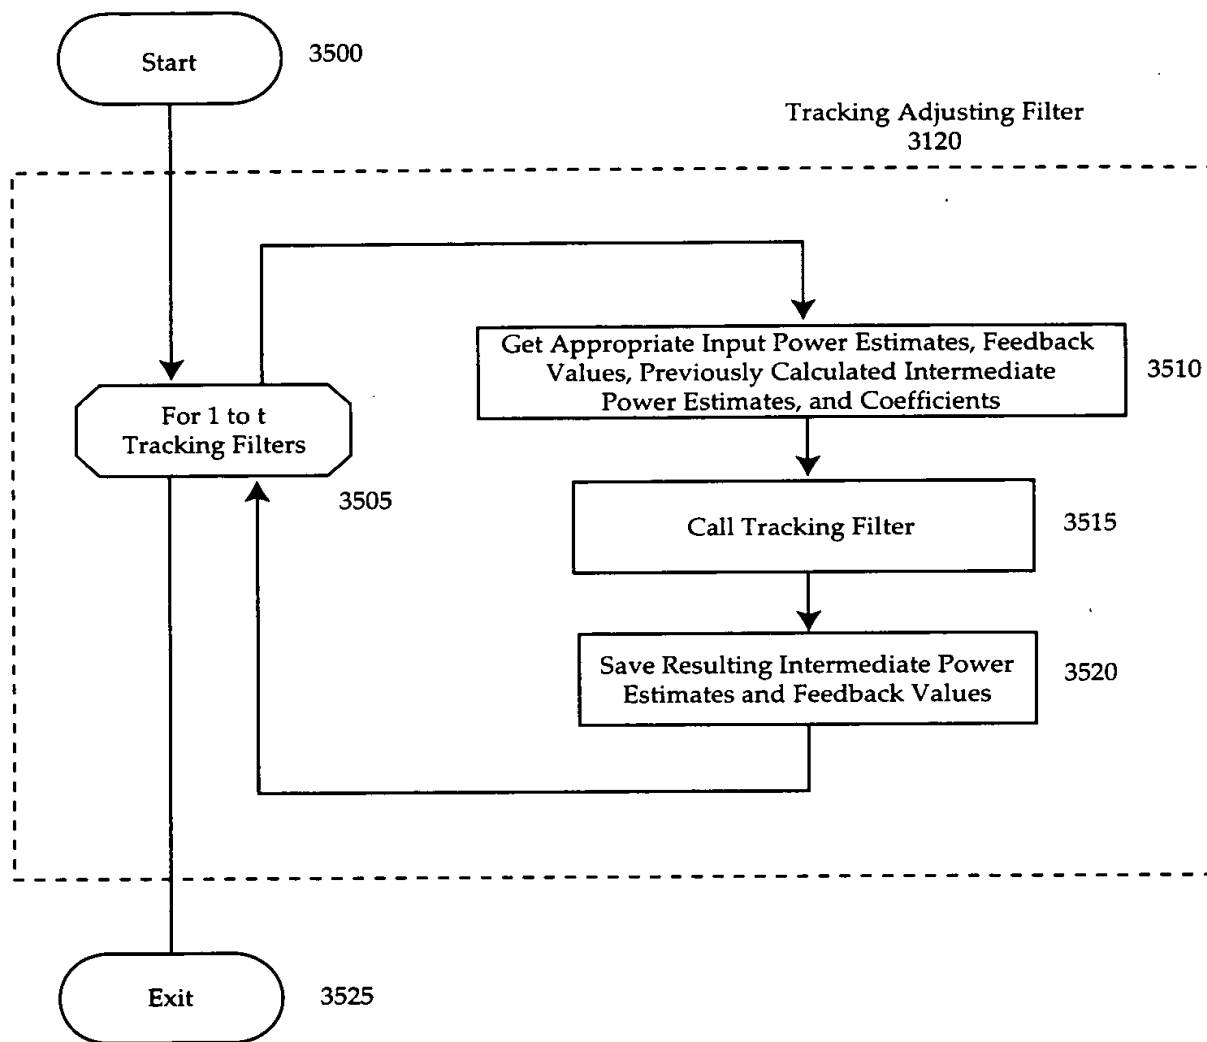 Start
3500
Tracking Adjusting Filter
3120
Get Appropriate Input Power Estimates, Feedback
Values, Previously Calculated Intermediate
Power Estimates, and Coefficients
3510
For 1 to t
Tracking Filters
3505
Call Tracking Filter
3515
Save Resulting Intermediate Power
Estimates and Feedback Values
3520
Exit
3525